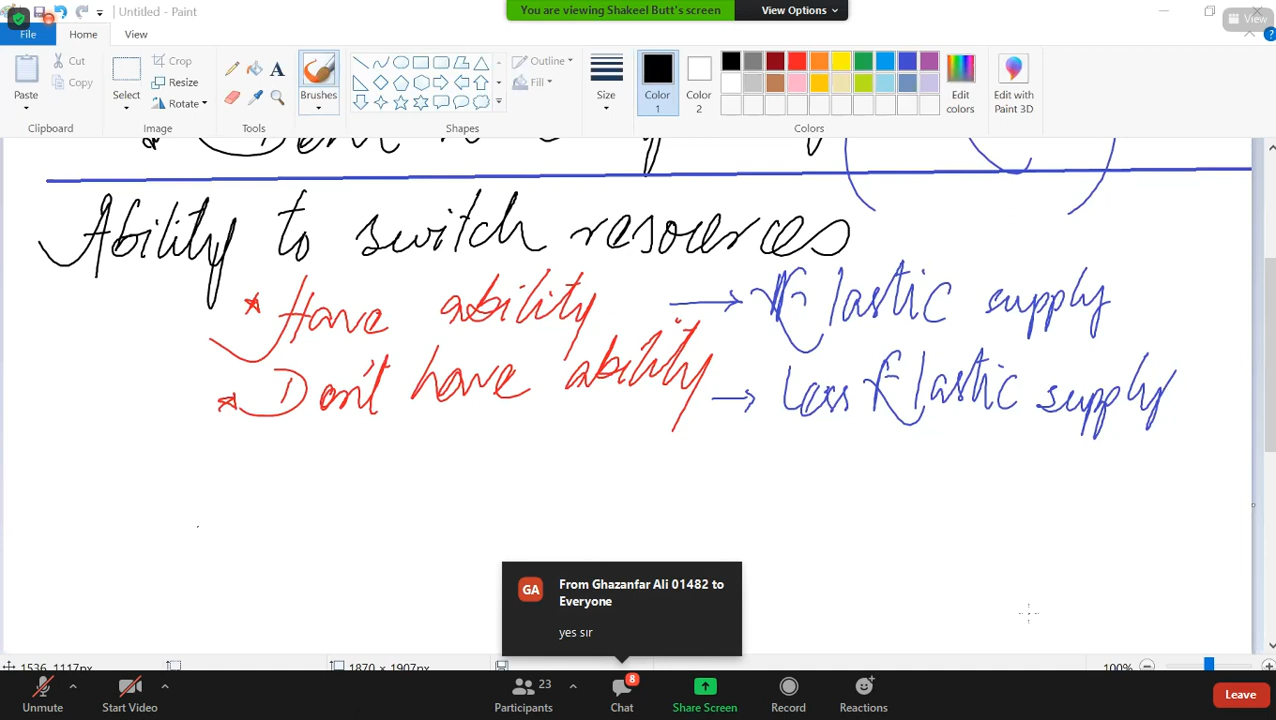 Untitled - Paint
You are viewing Shakeel Butt's screen
View Options
View
File
Home
View
Paste
Cut
Copy
Select
Crop
Resize
Rotate
Brushes
Outline
Fill
Size
Color 1
Color 2
Edit colors
Edit with Paint 3D
Clipboard
Image
Tools
Shapes
Colors
Ability to switch resources
* Have ability → Elastic supply
* Don't have ability → Less Elastic supply
GA
From Ghazanfar Ali 01482 to
Everyone
yes sir
1536, 1117px
1870 × 1907px
100%
Unmute
Start Video
23
Participants
8
Chat
Share Screen
Record
Reactions
Leave